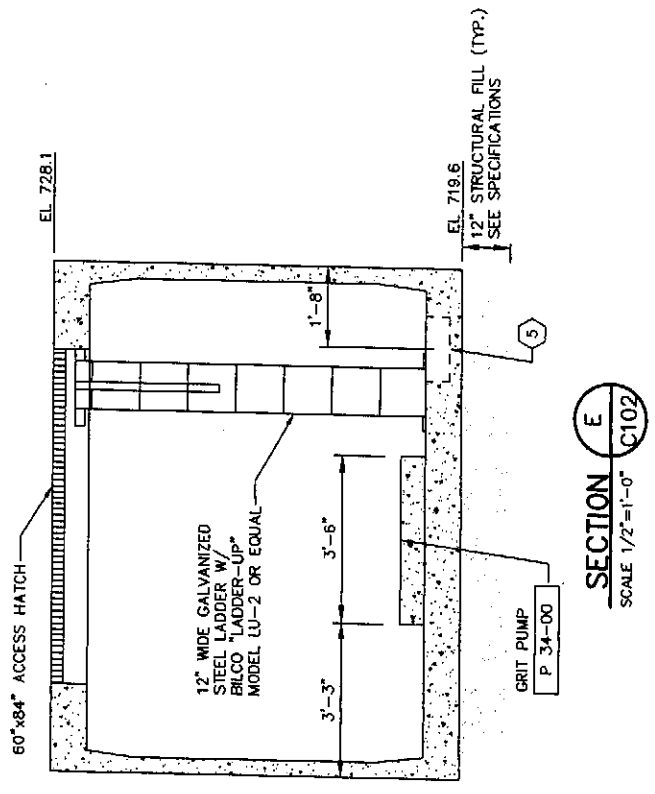 60"x84" ACCESS HATCH
EL 728.1
12" WIDE GALVANIZED
STEEL LADDER W/
BILCO "LADDER-UP"
MODEL LU-2 OR EQUAL
1'-8"
3'-6"
3'-3"
EL 719.6
12" STRUCTURAL FILL (TYP.)
SEE SPECIFICATIONS
5
GRIT PUMP
P 34-00
SECTION
SCALE 1/2"=1'-0"
E
C102